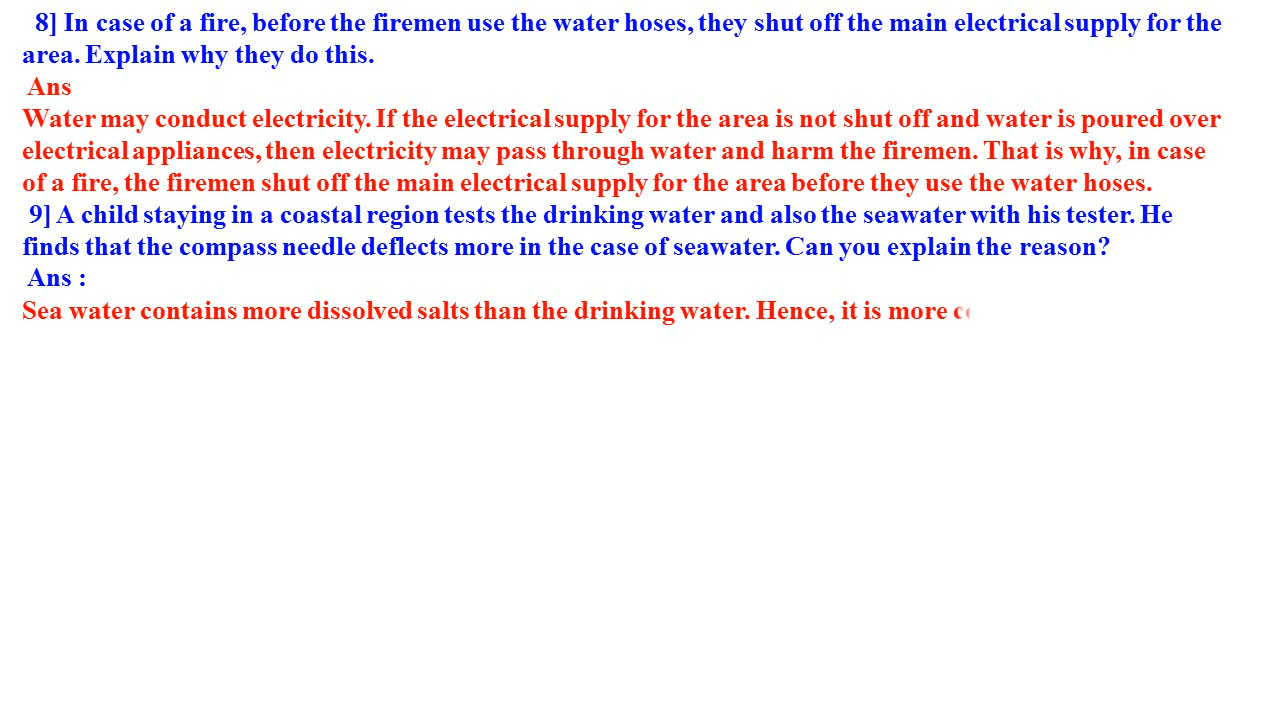 8] In case of a fire, before the firemen use the water hoses, they shut off the main electrical supply for the
area. Explain why they do this.
Ans
Water may conduct electricity. If the electrical supply for the area is not shut off and water is poured over
electrical appliances, then electricity may pass through water and harm the firemen. That is why, in case
of a fire, the firemen shut off the main electrical supply for the area before they use the water hoses.
9] A child staying in a coastal region tests the drinking water and also the seawater with his tester. He
finds that the compass needle deflects more in the case of seawater. Can you explain the reason?
Ans :
Sea water contains more dissolved salts than the drinking water. Hence, it is more